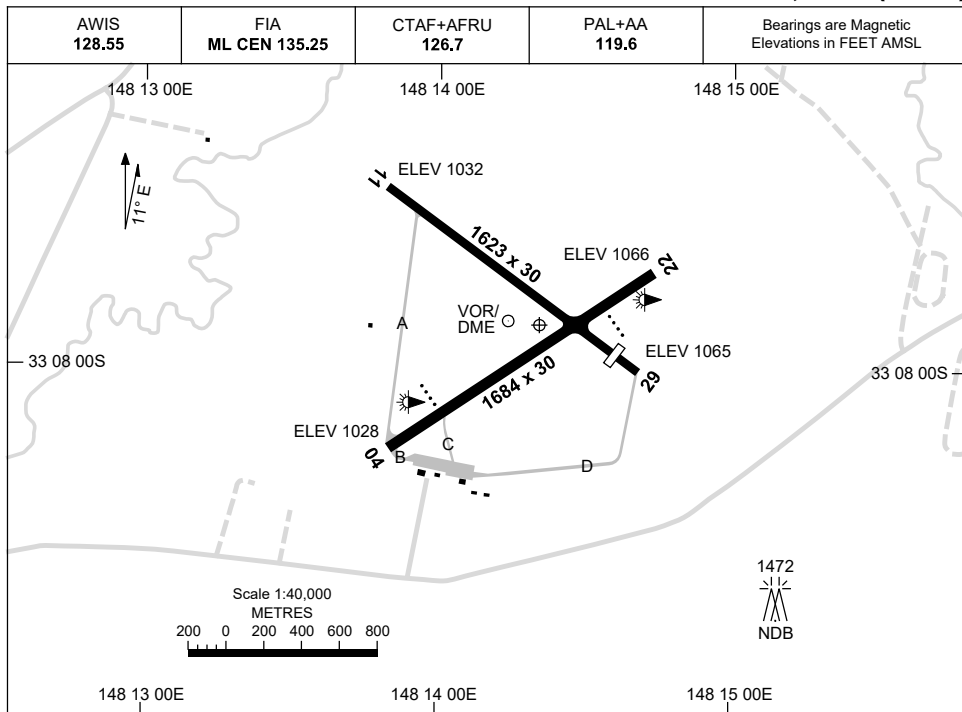 AWIS
128.55
FIA
ML CEN 135.25
CTAF+AFRU
126.7
PAL+AA
119.6
Bearings are Magnetic
Elevations in FEET AMSL
148 13 00E
148 14 00E
148 15 00E
11° E
11
ELEV 1032
1623 x 30
ELEV 1066
22
VOR/
DME
A
ELEV 1065
29
33 08 00S
33 08 00S
1684 x 30
ELEV 1028
04
B
C
D
Scale 1:40,000
METRES
200 0 200 400 600 800
1472
NDB
148 13 00E
148 14 00E
148 15 00E